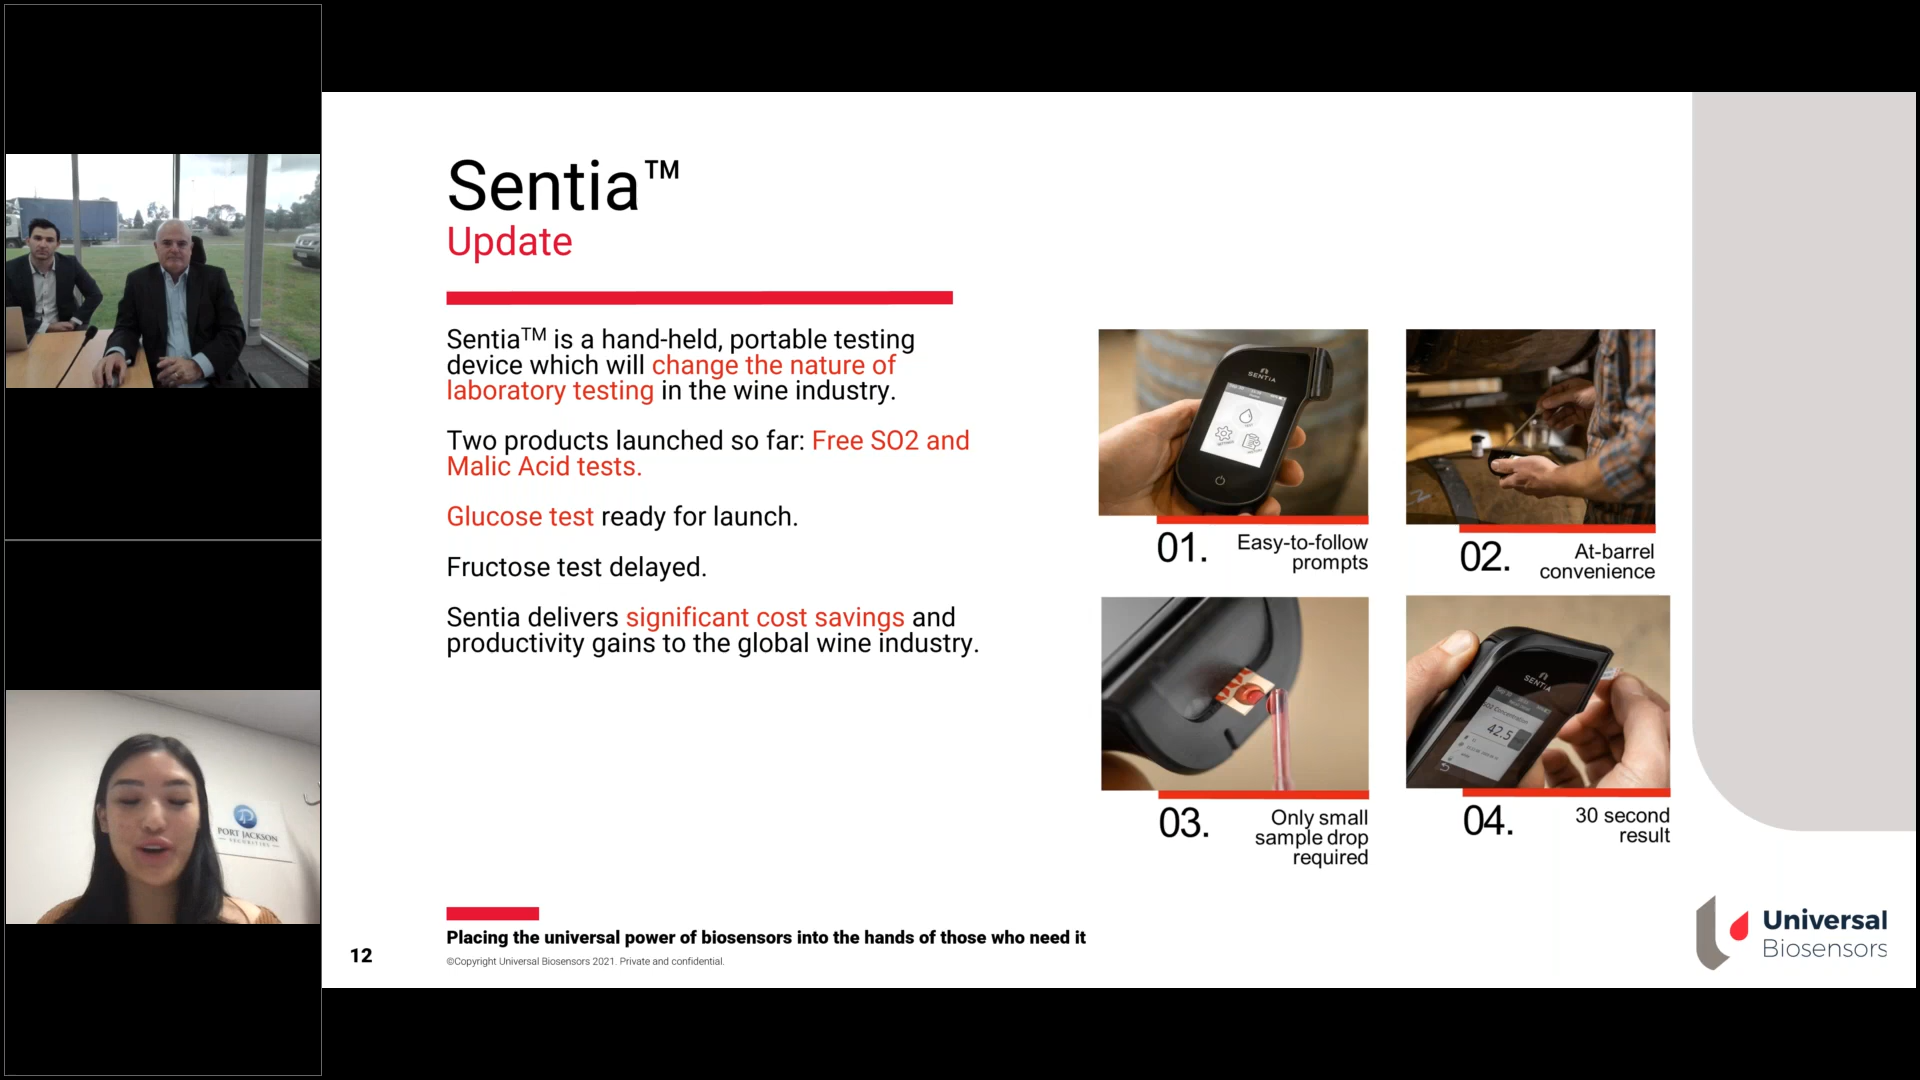 Sentia™
Update
Sentia™ is a hand-held, portable testing
device which will change the nature of
laboratory testing in the wine industry.
Two products launched so far: Free SO2 and
Malic Acid tests.
Glucose test ready for launch.
Fructose test delayed.
Sentia delivers significant cost savings and
productivity gains to the global wine industry.
SENTIA
01. Easy-to-follow
prompts
02. At-barrel
convenience
03. Only small
sample drop
required
SENTIA
42.5
04. 30 second
result
PORT JACKSON
SECURITIES
12
Placing the universal power of biosensors into the hands of those who need it
©Copyright Universal Biosensors 2021. Private and confidential.
Universal
Biosensors